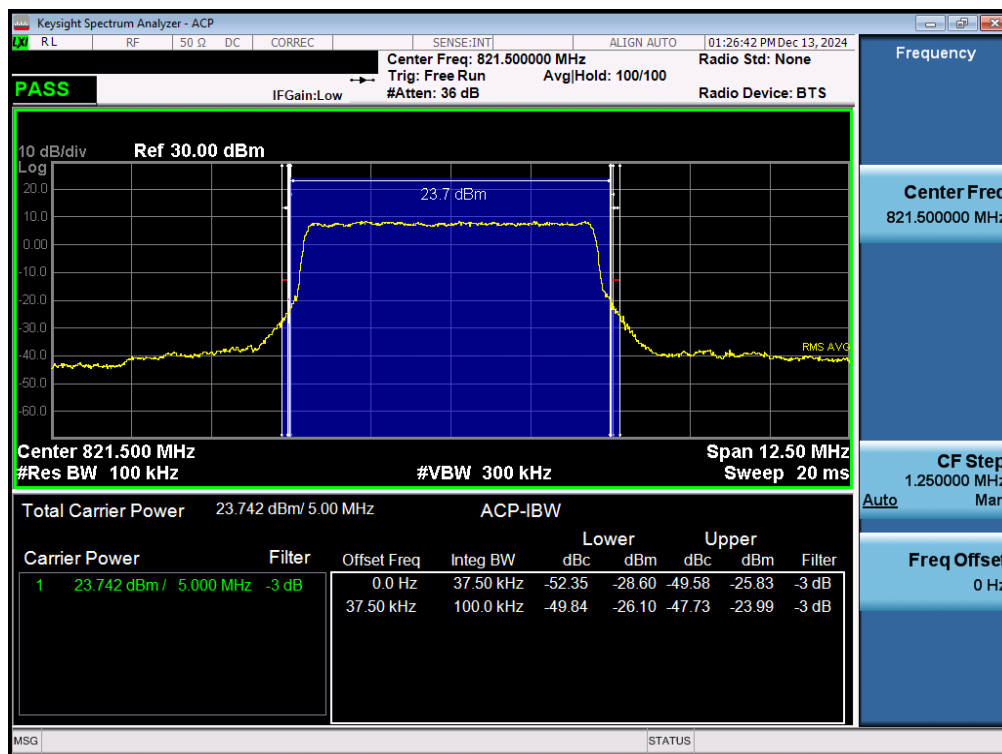 Keysight Spectrum Analyzer - ACP
LXI RL RF 50 Ω DC CORREC SENSE:INT ALIGN AUTO 01:26:42 PM Dec 13, 2024
Center Freq: 821.500000 MHz Radio Std: None
Trig: Free Run Avg|Hold: 100/100
PASS IFGain:Low #Atten: 36 dB Radio Device: BTS
10 dB/div Ref 30.00 dBm
Log
20.0
10.0
0.00
-10.0
-20.0
-30.0
-40.0
-50.0
-60.0
23.7 dBm
RMS AVG
Center 821.500 MHz Span 12.50 MHz
#Res BW 100 kHz #VBW 300 kHz Sweep 20 ms
Total Carrier Power 23.742 dBm/ 5.00 MHz ACP-IBW
Lower Upper
Carrier Power Filter Offset Freq Integ BW dBc dBm dBc dBm Filter
1 23.742 dBm / 5.000 MHz -3 dB 0.0 Hz 37.50 kHz -52.35 -28.60 -49.58 -25.83 -3 dB
37.50 kHz 100.0 kHz -49.84 -26.10 -47.73 -23.99 -3 dB
MSG STATUS
Frequency
Center Freq
821.500000 MHz
CF Step
1.250000 MHz
Auto Man
Freq Offset
0 Hz